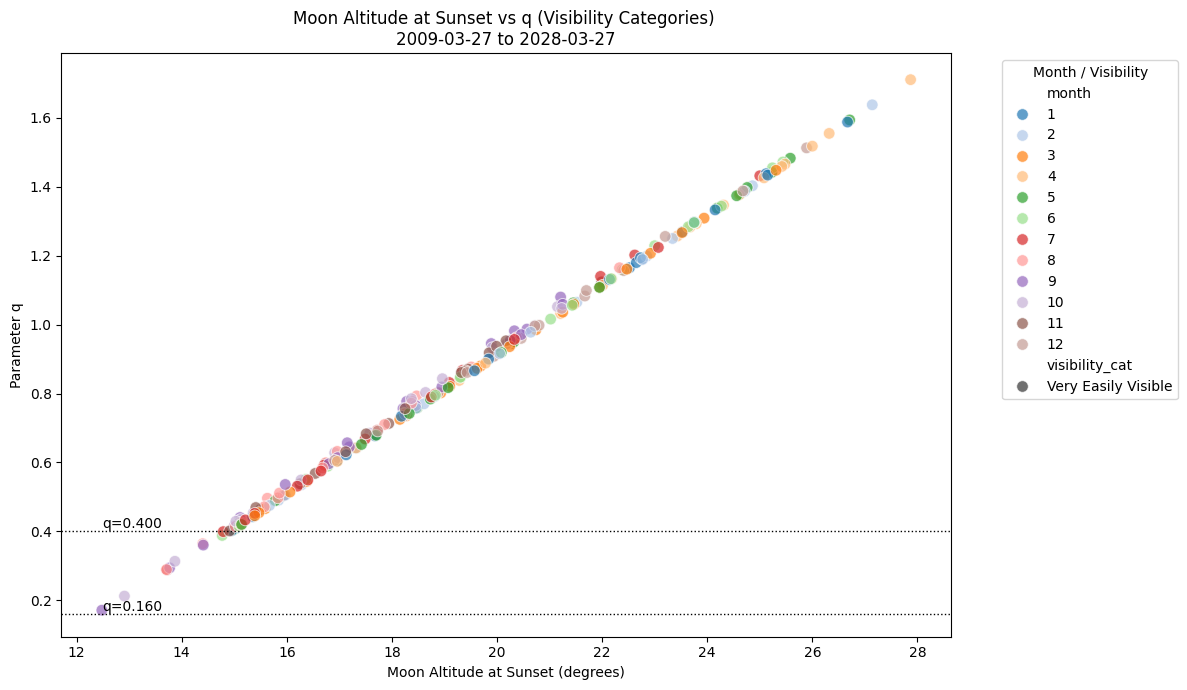 Moon Altitude at Sunset vs q (Visibility Categories)
2009-03-27 to 2028-03-27
Parameter q
1.6
1.4
1.2
1.0
0.8
0.6
0.4
0.2
q=0.400
q=0.160
12
14
16
18
20
22
24
26
28
Moon Altitude at Sunset (degrees)
Month / Visibility
month
1
2
3
4
5
6
7
8
9
10
11
12
visibility_cat
Very Easily Visible